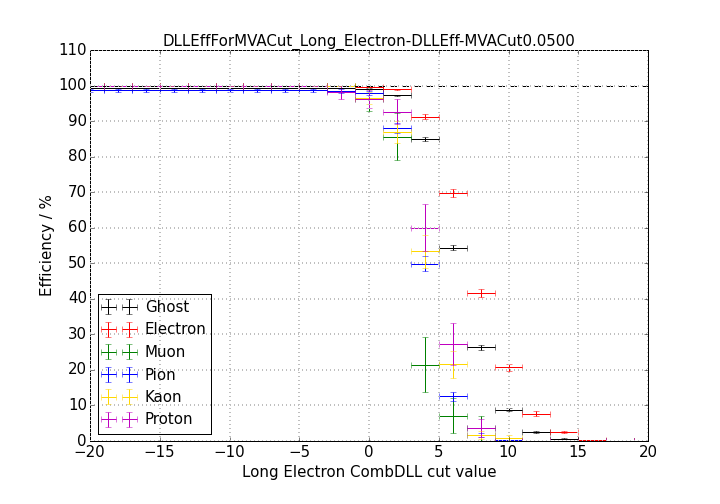 DLLEffForMVACut_Long_Electron-DLLEff-MVACut0.0500
110
100
90
80
70
60
50
40
30
20
10
0
Efficiency / %
Ghost
Electron
Muon
Pion
Kaon
Proton
−20 −15 −10 −5 0 5 10 15 20
Long Electron CombDLL cut value